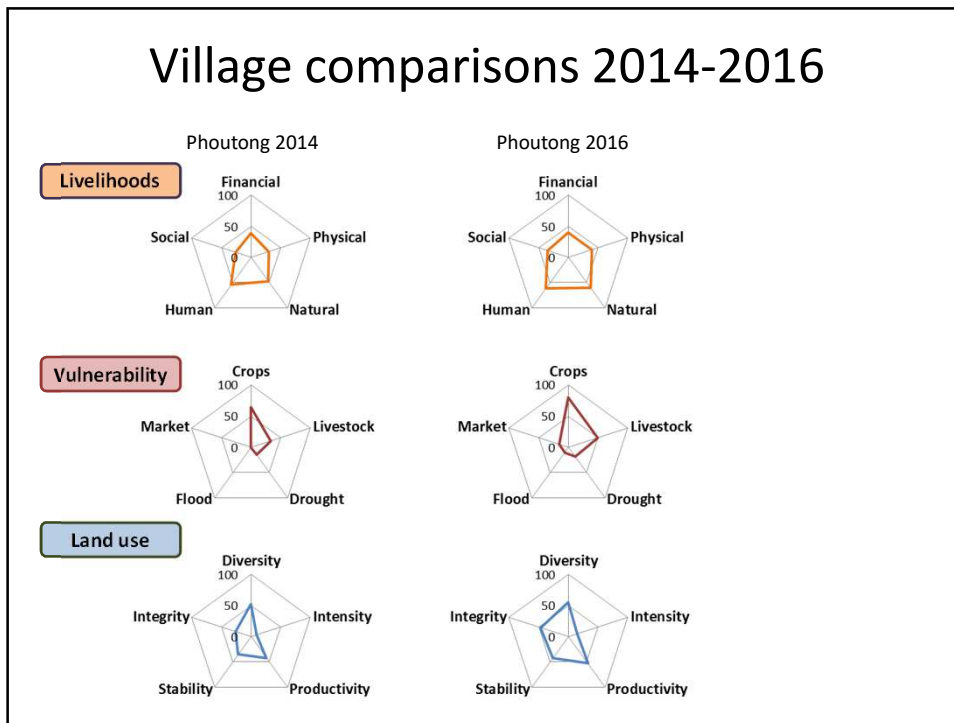 Village comparisons 2014-2016
Phoutong 2014
Phoutong 2016
Livelihoods
Financial
100
50
0
Social
Physical
Human
Natural
Financial
100
50
0
Social
Physical
Human
Natural
Vulnerability
Crops
100
50
0
Market
Livestock
Flood
Drought
Crops
100
50
0
Market
Livestock
Flood
Drought
Land use
Diversity
100
50
0
Integrity
Intensity
Stability
Productivity
Diversity
100
50
0
Integrity
Intensity
Stability
Productivity